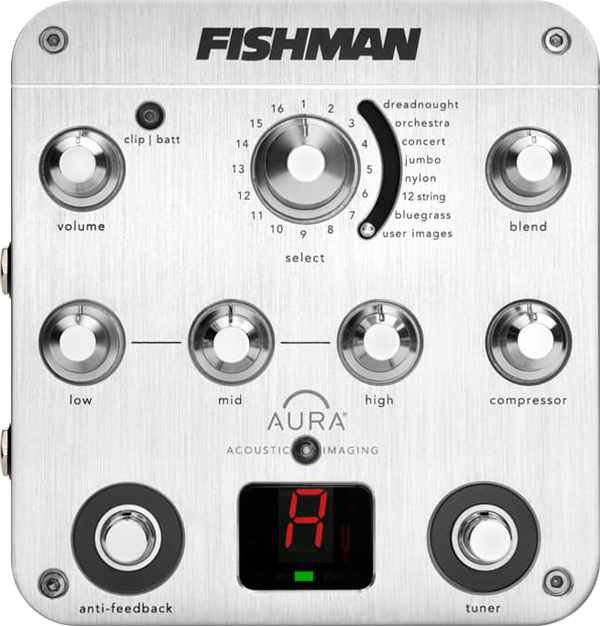 FISHMAN
clip | batt
1
2
3
4
5
6
7
8
9
10
11
12
13
14
15
16
dreadnought
orchestra
concert
jumbo
nylon
12 string
bluegrass
user images
volume
select
blend
low
mid
high
compressor
AURA®
ACOUSTIC IMAGING
A
anti-feedback
tuner